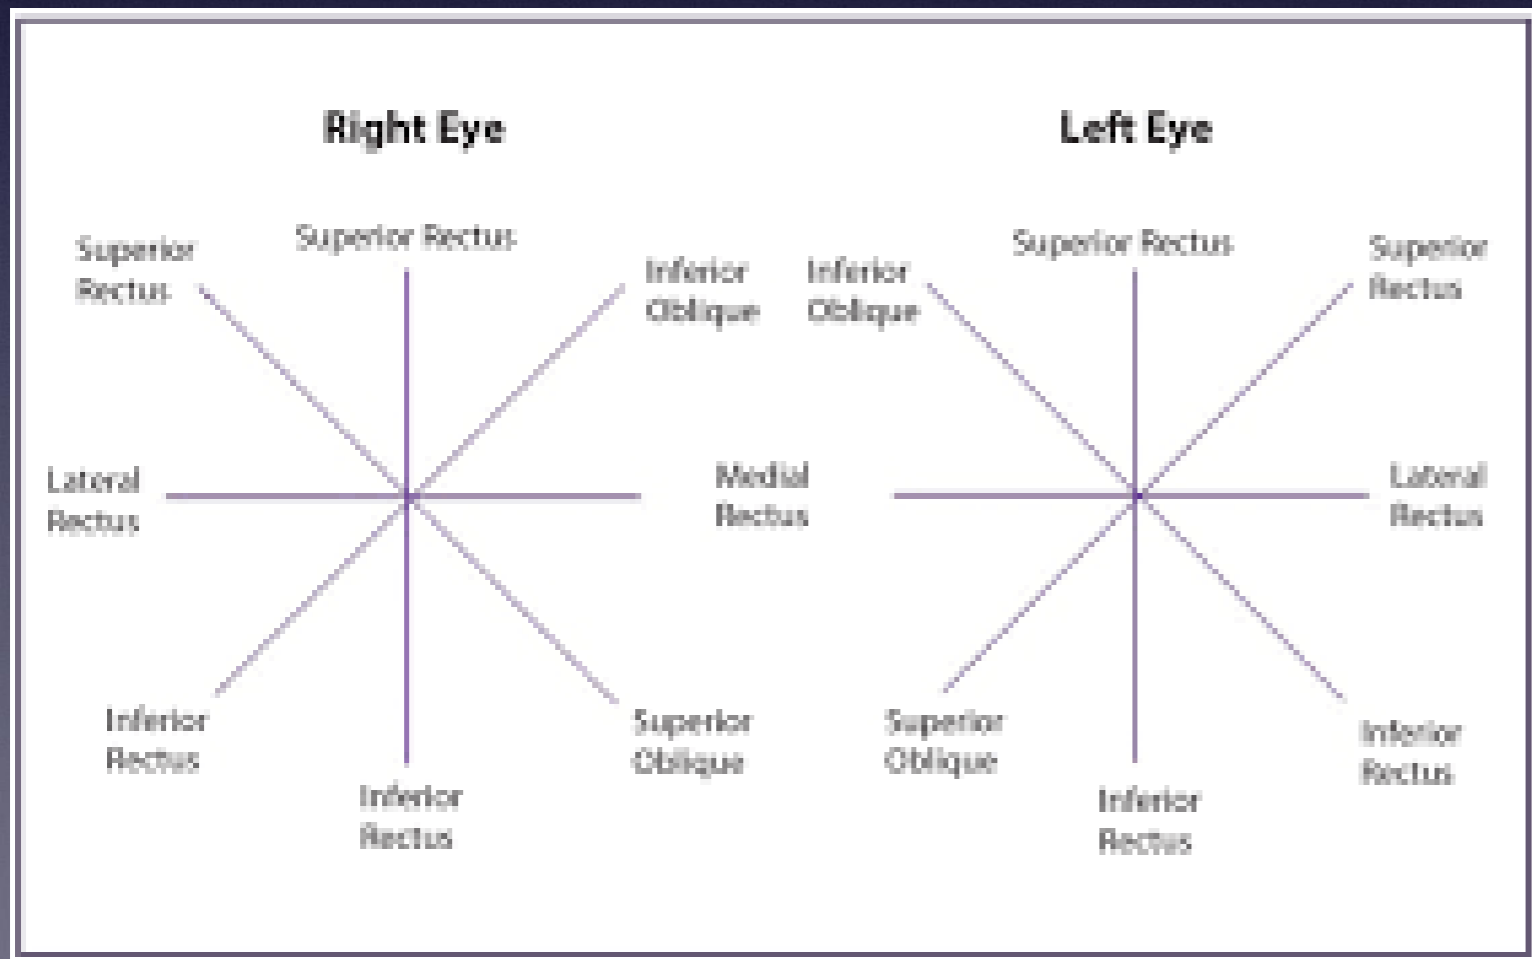 Right Eye
Superior
Rectus
Superior Rectus
Inferior
Oblique
Lateral
Rectus
Medial
Rectus
Inferior
Rectus
Inferior
Rectus
Superior
Oblique
Left Eye
Inferior
Oblique
Superior Rectus
Superior
Rectus
Lateral
Rectus
Superior
Oblique
Inferior
Rectus
Inferior
Rectus